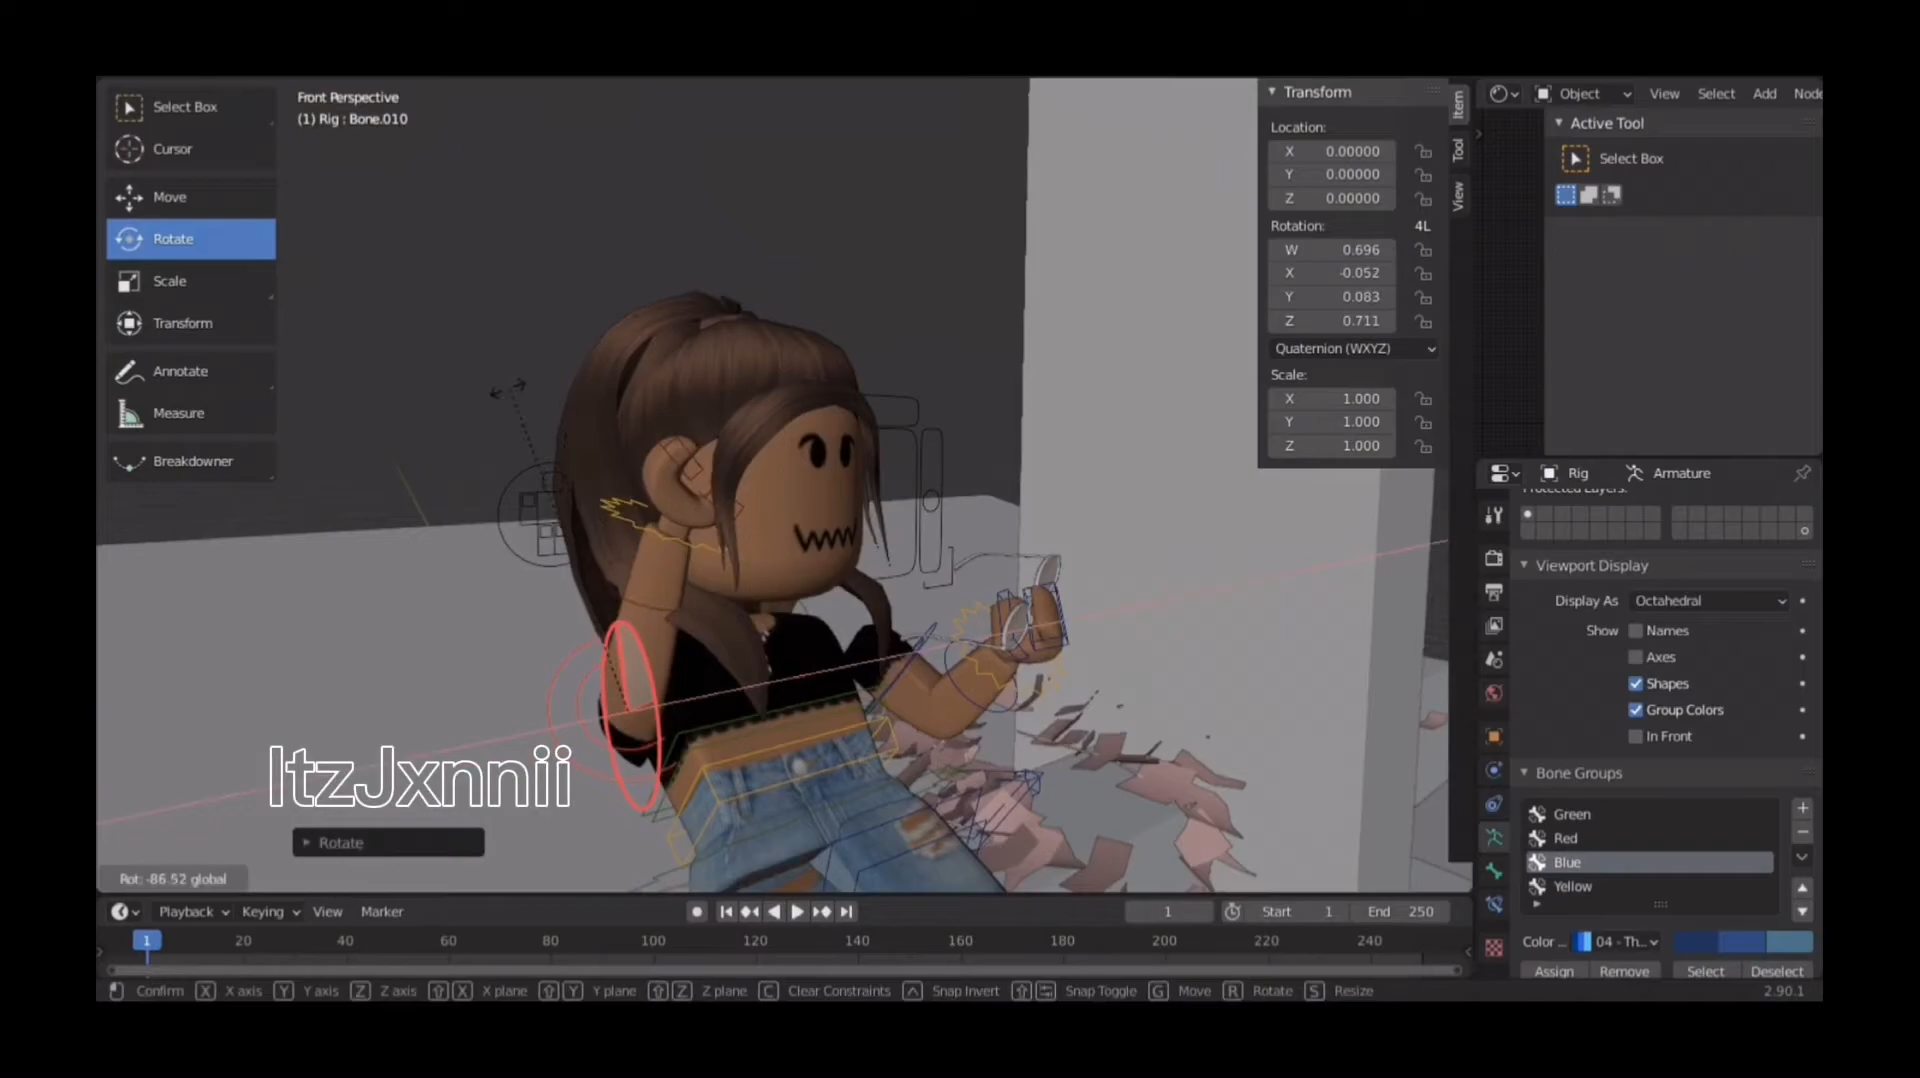 Select Box
Cursor
Move
Rotate
Scale
Transform
Annotate
Measure
Breakdowner
Front Perspective
(1) Rig : Bone.010
Transform
Location:
X 0.00000
Y 0.00000
Z 0.00000
Rotation: 4L
W 0.696
X -0.052
Y 0.083
Z 0.711
Quaternion (WXYZ)
Scale:
X 1.000
Y 1.000
Z 1.000
Item
Tool
View
Object View Select Add Node
Active Tool
Select Box
Rig Armature
Protected Layers:
Viewport Display
Display As Octahedral
Show Names
Axes
Shapes
Group Colors
In Front
Bone Groups
Green
Red
Blue
Yellow
Color ... 04 - Th...
Assign Remove Select Deselect
ItzJxnnii
Rotate
Rot: -86.52 global
Playback Keying View Marker
1 Start 1 End 250
1 20 40 60 80 100 120 140 160 180 200 220 240
Confirm X X axis Y Y axis Z Z axis X X plane Y Y plane Z Z plane C Clear Constraints Snap Invert Snap Toggle G Move R Rotate S Resize
2.90.1